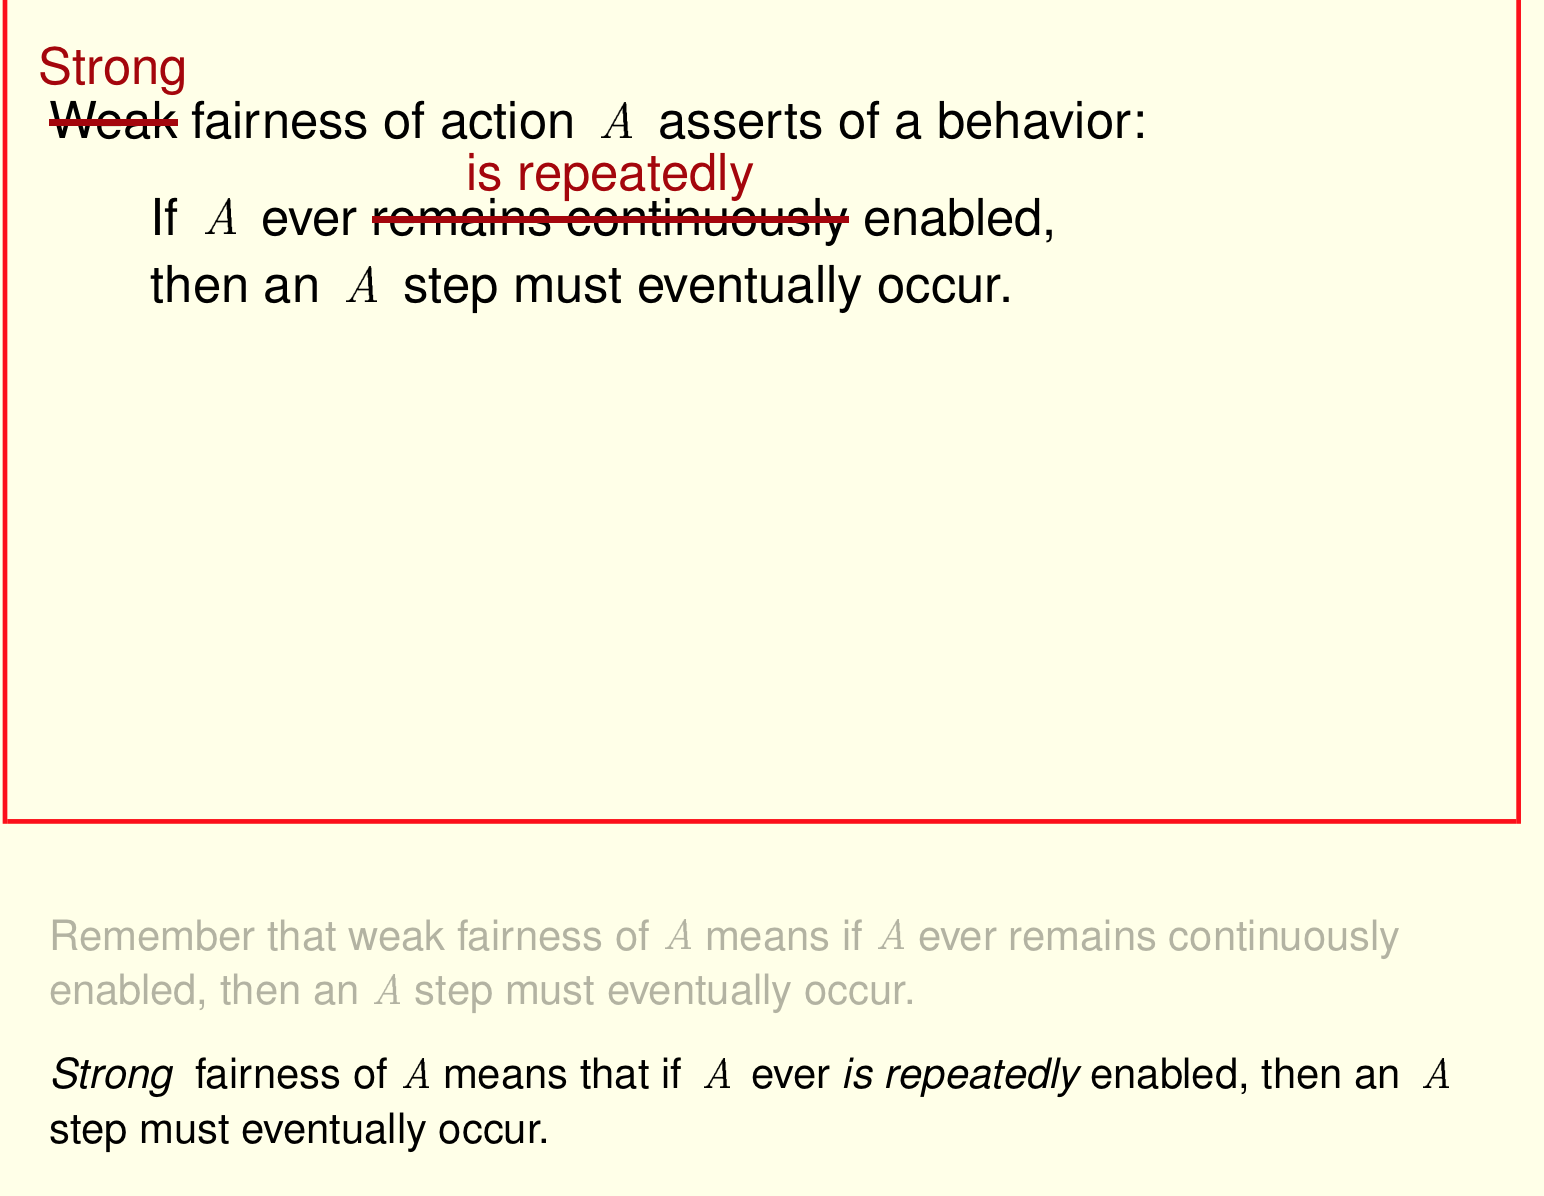 Strong
Weak fairness of action A asserts of a behavior:
is repeatedly
If A ever remains continuously enabled,
then an A step must eventually occur.
Remember that weak fairness of A means if A ever remains continuously
enabled, then an A step must eventually occur.
Strong fairness of A means that if A ever is repeatedly enabled, then an A
step must eventually occur.